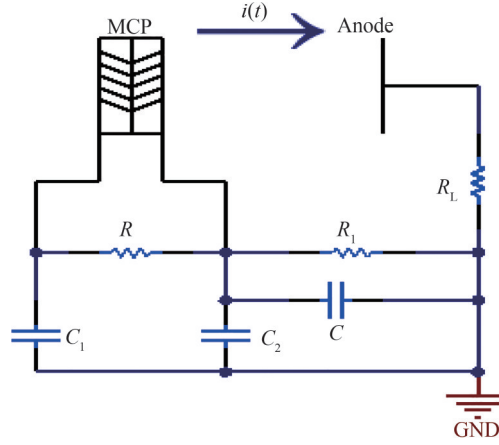 i(t)
MCP
Anode
R_L
R
R_1
C
C_1
C_2
GND